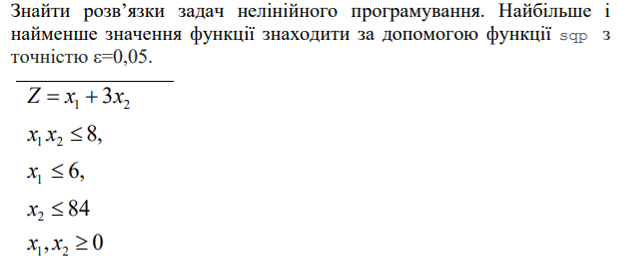 Знайти розв’язки задач нелінійного програмування. Найбільше і
найменше значення функції знаходити за допомогою функції sqp з
точністю ε=0,05.
Z = x₁ + 3x₂
x₁ x₂ ≤ 8,
x₁ ≤ 6,
x₂ ≤ 84
x₁, x₂ ≥ 0